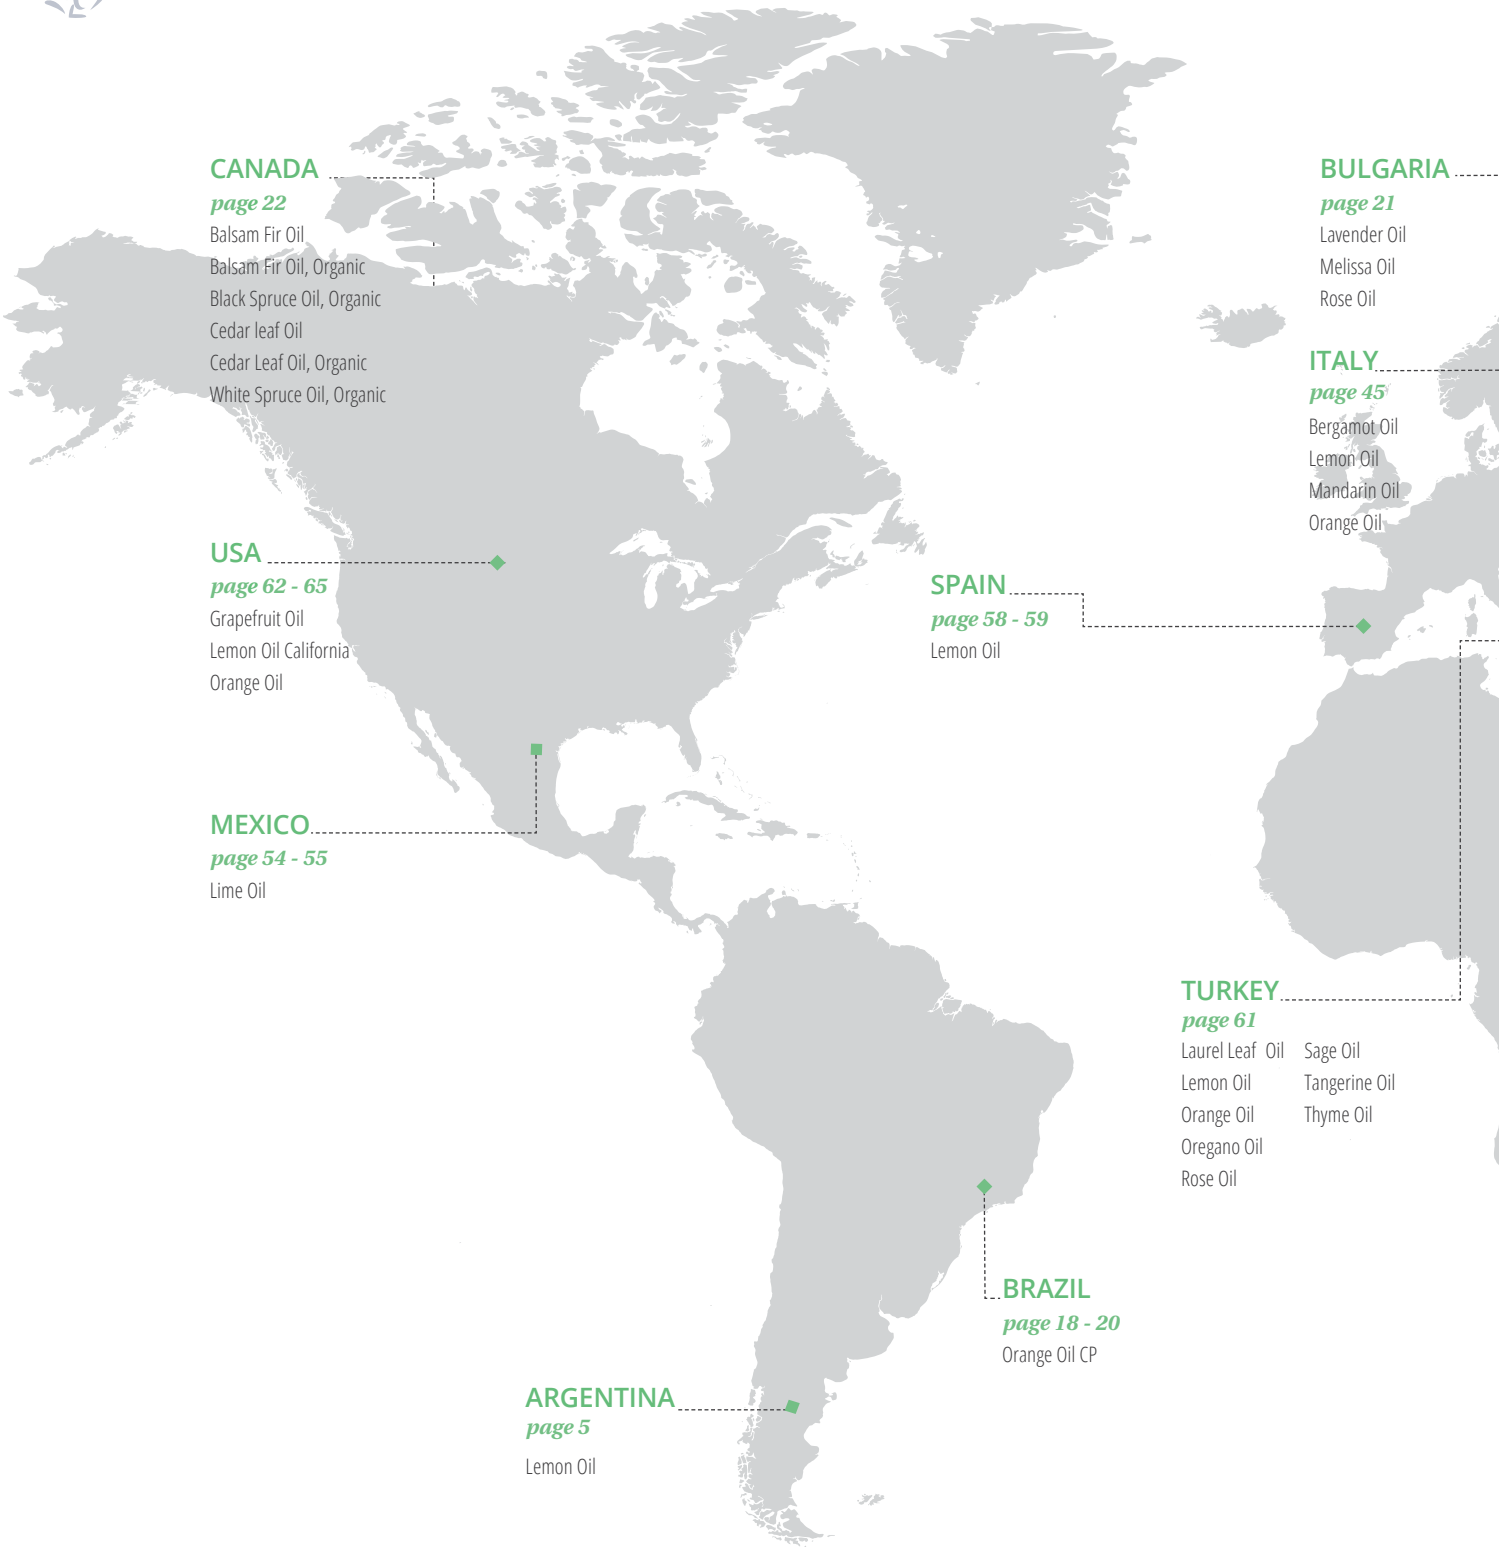 CANADA
page 22
Balsam Fir Oil
Balsam Fir Oil, Organic
Black Spruce Oil, Organic
Cedar leaf Oil
Cedar Leaf Oil, Organic
White Spruce Oil, Organic
USA
page 62 - 65
Grapefruit Oil
Lemon Oil California
Orange Oil
MEXICO
page 54 - 55
Lime Oil
ARGENTINA
page 5
Lemon Oil
BRAZIL
page 18 - 20
Orange Oil CP
SPAIN
page 58 - 59
Lemon Oil
BULGARIA
page 21
Lavender Oil
Melissa Oil
Rose Oil
ITALY
page 45
Bergamot Oil
Lemon Oil
Mandarin Oil
Orange Oil
TURKEY
page 61
Laurel Leaf Oil
Lemon Oil
Orange Oil
Oregano Oil
Rose Oil
Sage Oil
Tangerine Oil
Thyme Oil